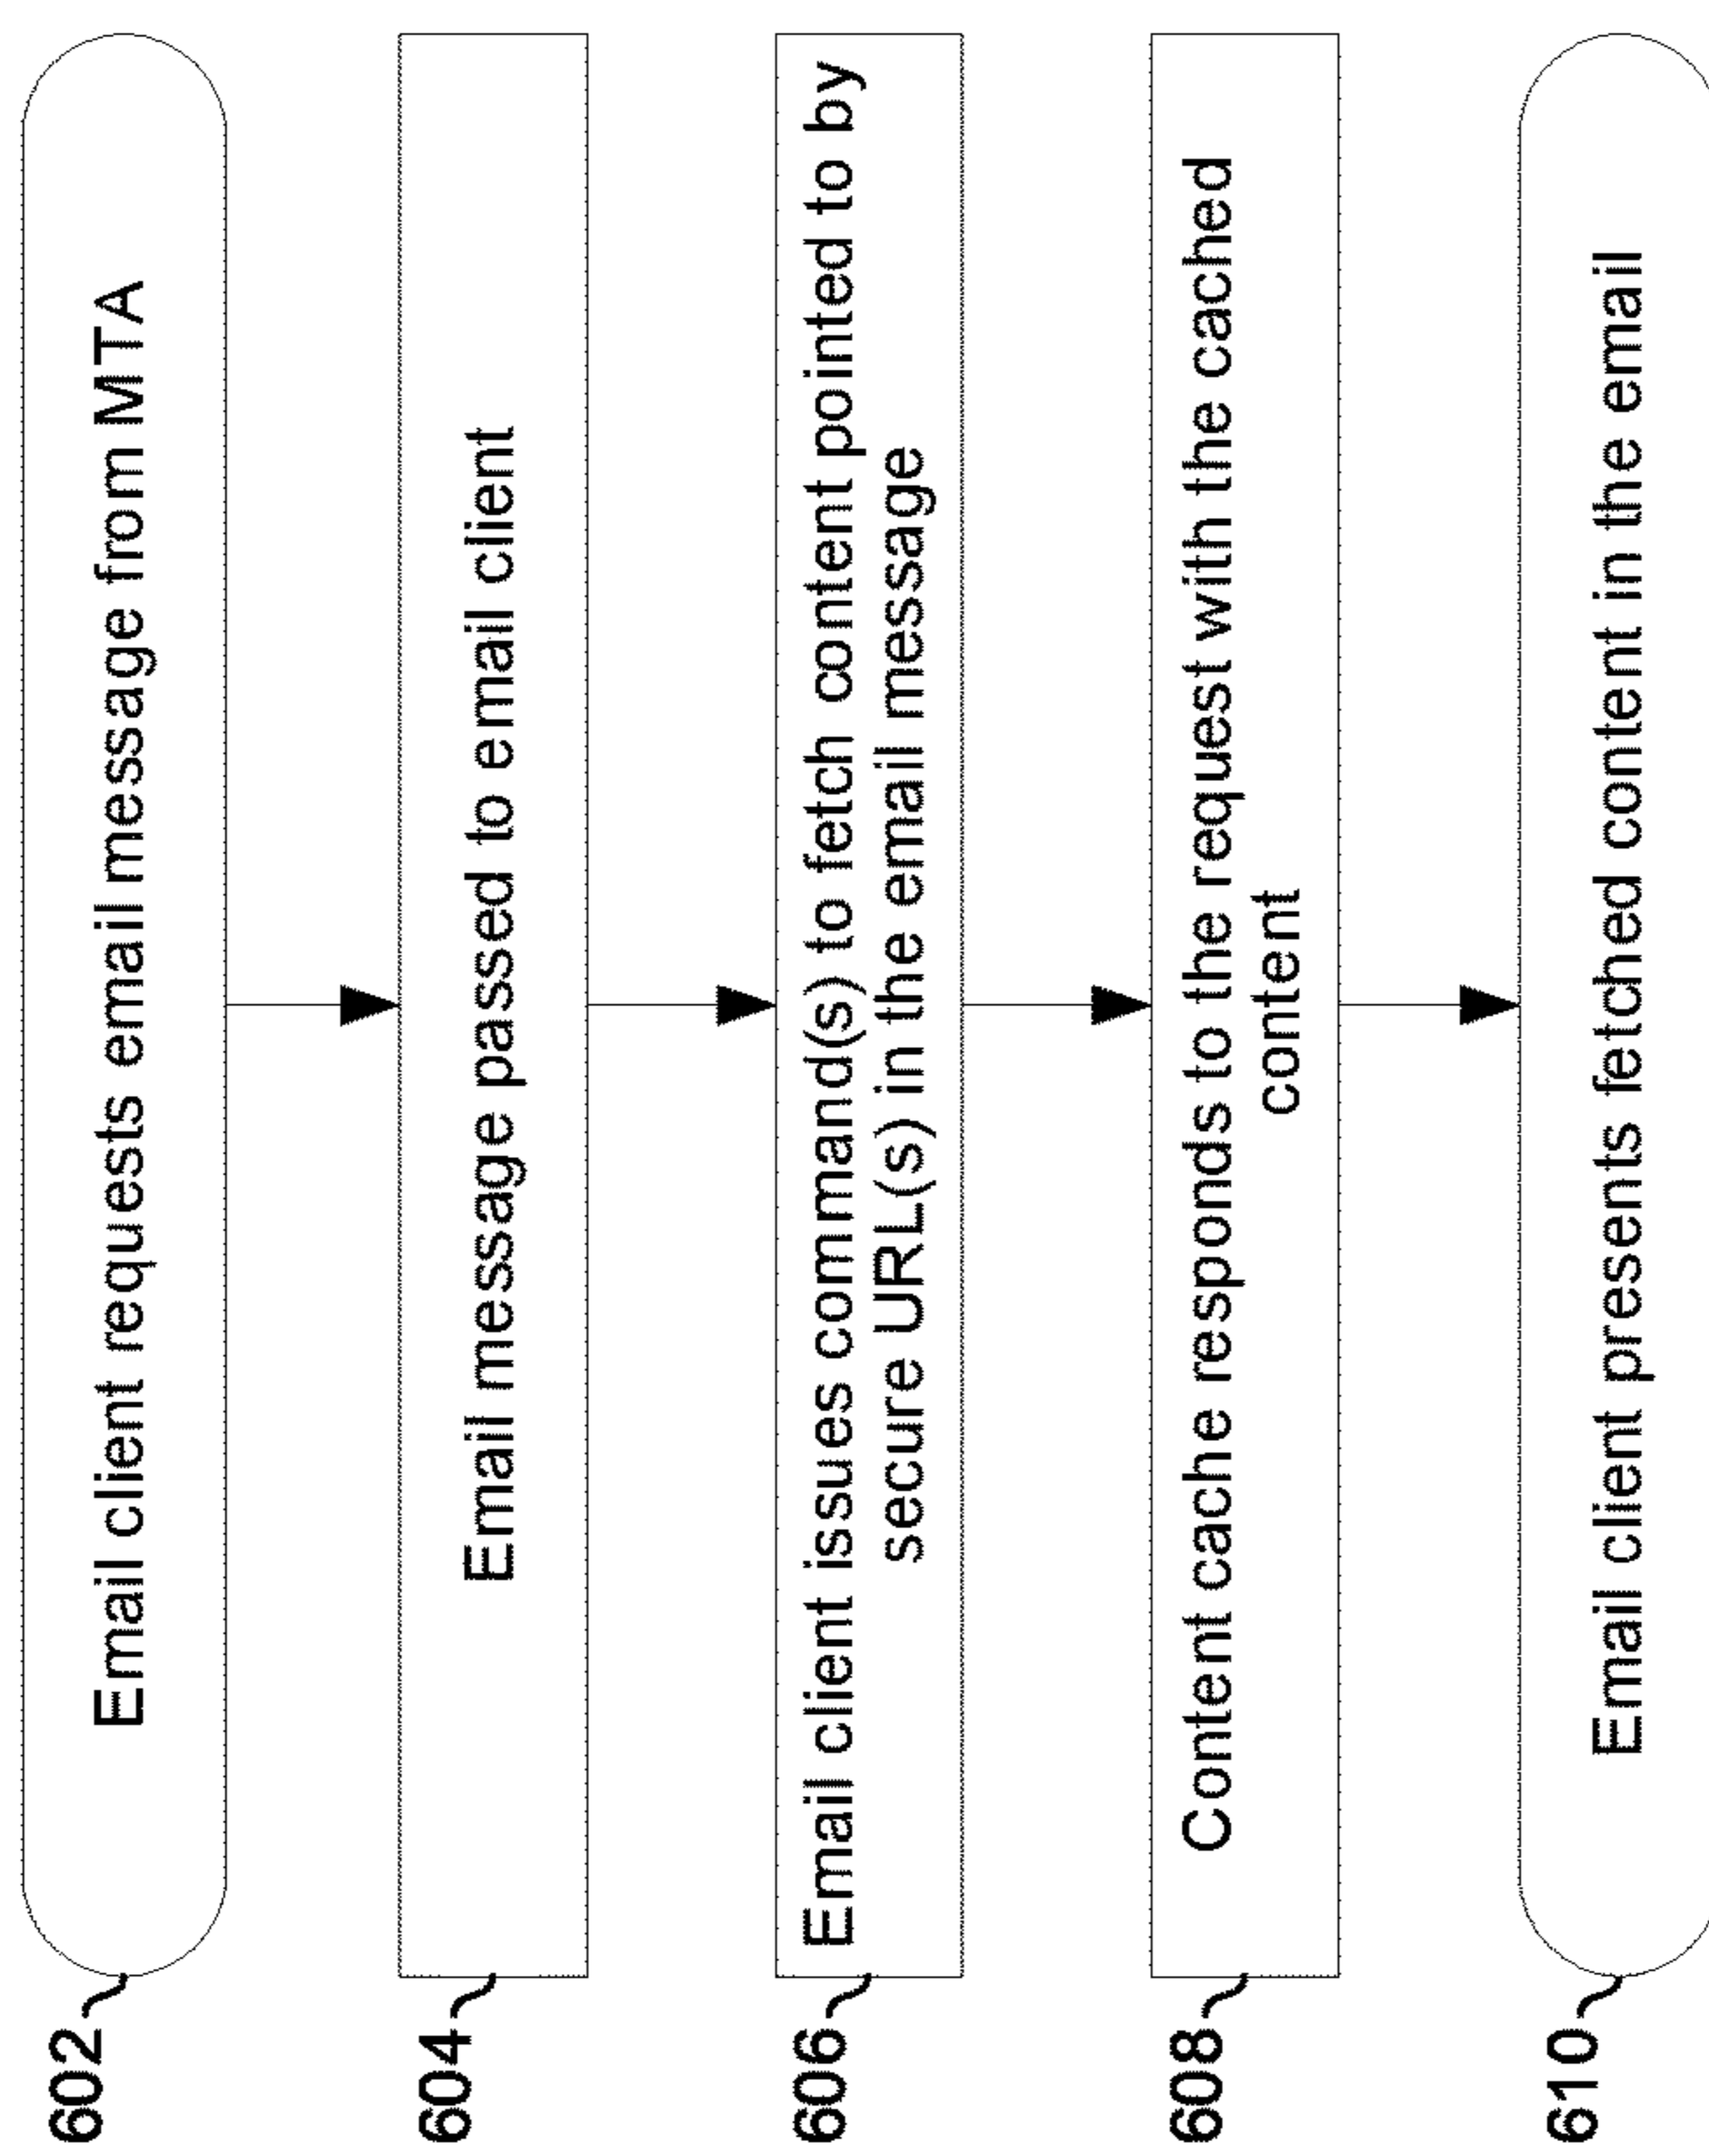 602
Email client requests email message from MTA
604
Email message passed to email client
606
Email client issues command(s) to fetch content pointed to by
secure URL(s) in the email message
608
Content cache responds to the request with the cached
content
610
Email client presents fetched content in the email